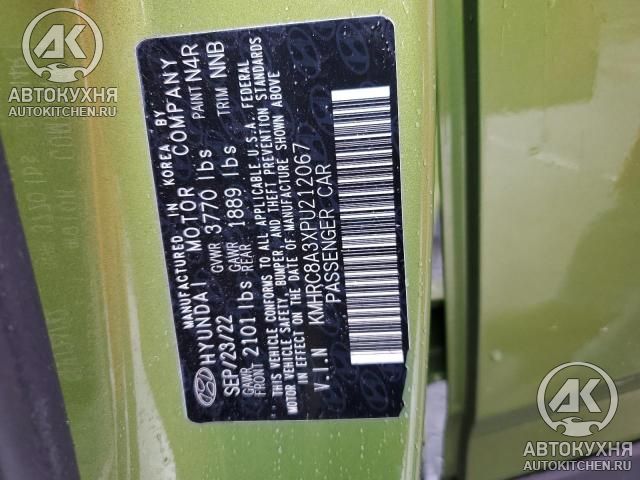 MANUFACTURED IN KOREA BY
HYUNDAI MOTOR COMPANY
SEP/23/22 GVWR 3770 lbs PAINT N4R
GAWR FRONT 2101 lbs GAWR REAR 1889 lbs TRIM NNB
THIS VEHICLE CONFORMS TO ALL APPLICABLE U.S.A. FEDERAL
MOTOR VEHICLE SAFETY, BUMPER, AND THEFT PREVENTION STANDARDS
IN EFFECT ON THE DATE OF MANUFACTURE SHOWN ABOVE
V.I.N KMHRC8A3XPU212067
PASSENGER CAR
АК
АВТОКУХНЯ
AUTOKITCHEN.RU
АК
АВТОКУХНЯ
AUTOKITCHEN.RU